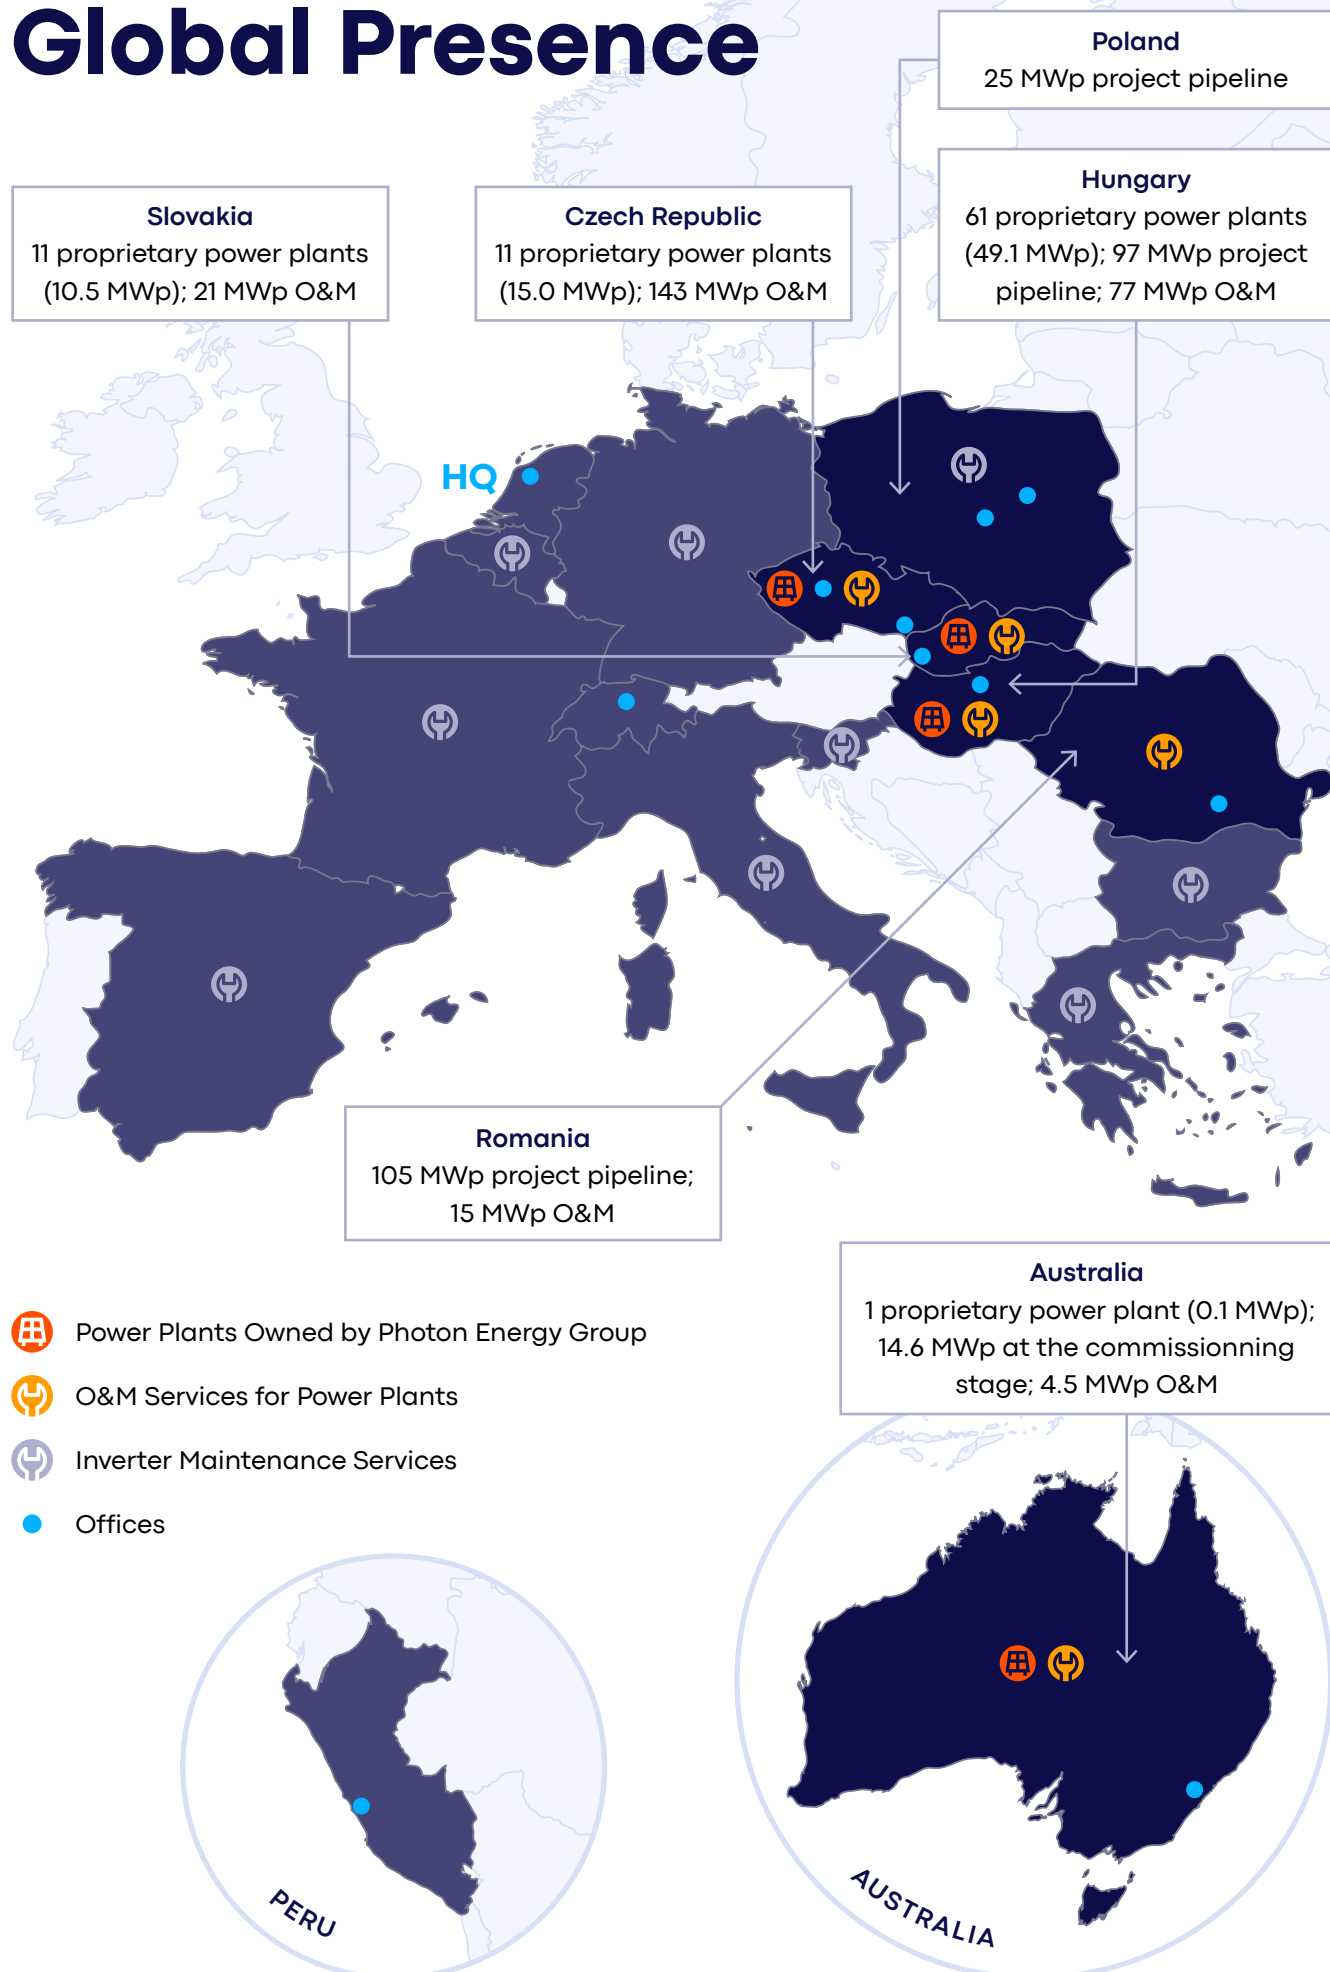 Global Presence
Poland
25 MWp project pipeline
Hungary
61 proprietary power plants
(49.1 MWp); 97 MWp project
pipeline; 77 MWp O&M
Slovakia
11 proprietary power plants
(10.5 MWp); 21 MWp O&M
Czech Republic
11 proprietary power plants
(15.0 MWp); 143 MWp O&M
HQ
Romania
105 MWp project pipeline;
15 MWp O&M
Australia
1 proprietary power plant (0.1 MWp);
14.6 MWp at the commissionning
stage; 4.5 MWp O&M
Power Plants Owned by Photon Energy Group
O&M Services for Power Plants
Inverter Maintenance Services
Offices
PERU
AUSTRALIA